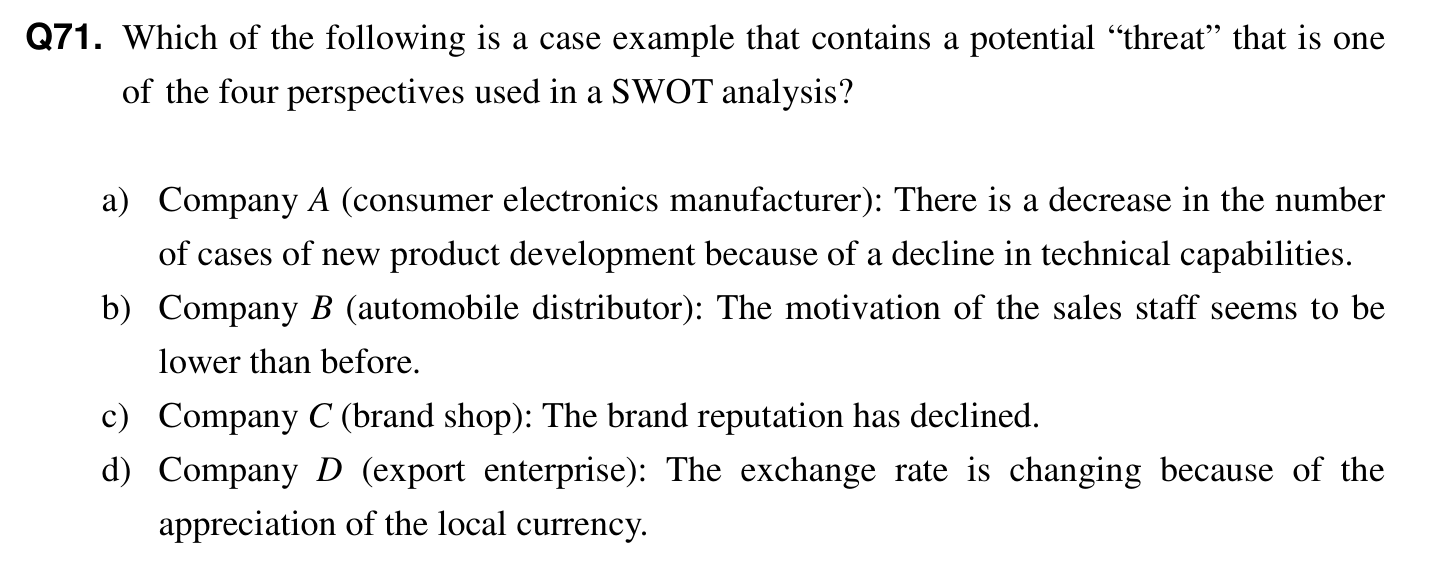 Q71. Which of the following is a case example that contains a potential “threat” that is one
of the four perspectives used in a SWOT analysis?
a) Company A (consumer electronics manufacturer): There is a decrease in the number
of cases of new product development because of a decline in technical capabilities.
b) Company B (automobile distributor): The motivation of the sales staff seems to be
lower than before.
c) Company C (brand shop): The brand reputation has declined.
d) Company D (export enterprise): The exchange rate is changing because of the
appreciation of the local currency.